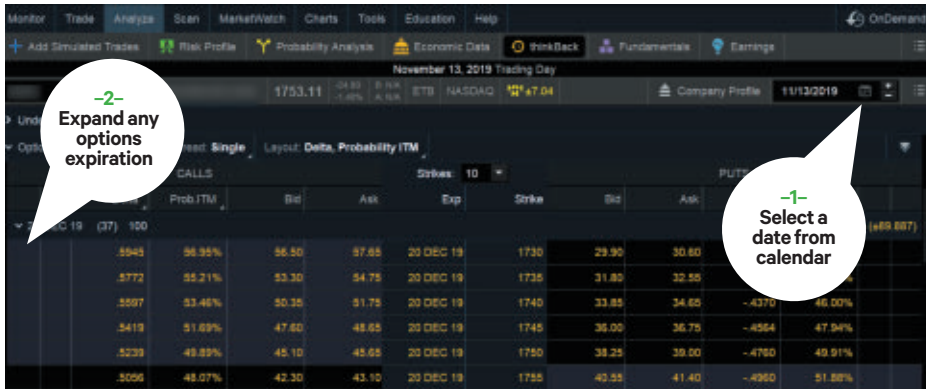 Monitor Trade Analyze Scan MarketWatch Charts Tools Education Help OnDemand
Add Simulated Trades Risk Profile Probability Analysis Economic Data thinkBack Fundamentals Earnings
November 13, 2019 Trading Day
1753.11 ETB NASDAQ ±7.04 Company Profile 11/13/2019
–2–
Expand any
options
expiration
Single Layout: Delta, Probability ITM
CALLS Strikes: 10
Prob.ITM Bid Ask Exp Strike Bid Ask
–1–
Select a
date from
calendar
19 (37) 100
.5945 56.95% 56.50 57.65 20 DEC 19 1730 29.90 30.60
.5772 55.21% 53.30 54.75 20 DEC 19 1735 31.80 32.55
.5597 53.46% 50.35 51.75 20 DEC 19 1740 33.85 34.65 -.4370 46.00%
.5419 51.69% 47.60 48.65 20 DEC 19 1745 36.00 36.75 -.4564 47.94%
.5239 49.89% 45.10 45.65 20 DEC 19 1750 38.25 39.00 -.4760 49.91%
.5056 48.07% 42.30 43.10 20 DEC 19 1755 40.55 41.40 -.4960 51.88%